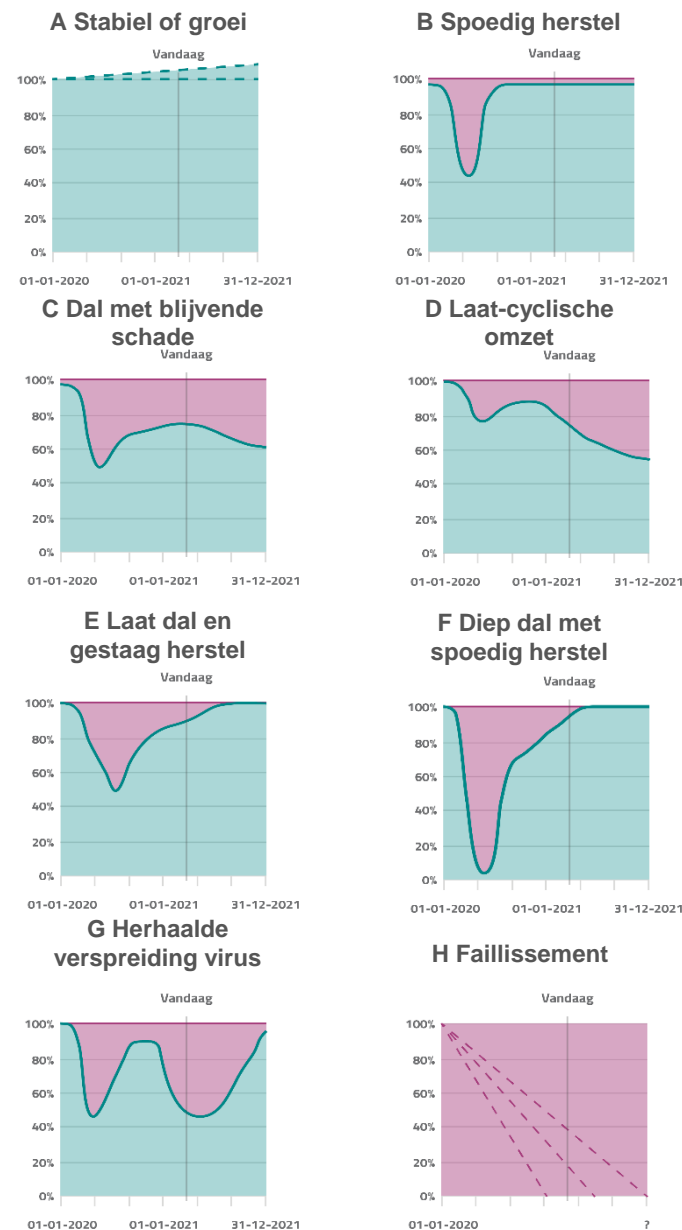 A Stabiel of groei
Vandaag
100%
80%
60%
40%
20%
0%
01-01-2020 01-01-2021 31-12-2021
B Spoedig herstel
Vandaag
100%
80%
60%
40%
20%
0%
01-01-2020 01-01-2021 31-12-2021
C Dal met blijvende
schade
Vandaag
100%
80%
60%
40%
20%
0%
01-01-2020 01-01-2021 31-12-2021
D Laat-cyclische
omzet
Vandaag
100%
80%
60%
40%
20%
0%
01-01-2020 01-01-2021 31-12-2021
E Laat dal en
gestaag herstel
Vandaag
100%
80%
60%
40%
20%
0%
01-01-2020 01-01-2021 31-12-2021
F Diep dal met
spoedig herstel
Vandaag
100%
80%
60%
40%
20%
0%
01-01-2020 01-01-2021 31-12-2021
G Herhaalde
verspreiding virus
Vandaag
100%
80%
60%
40%
20%
0%
01-01-2020 01-01-2021 31-12-2021
H Faillissement
Vandaag
100%
80%
60%
40%
20%
0%
01-01-2020 ?